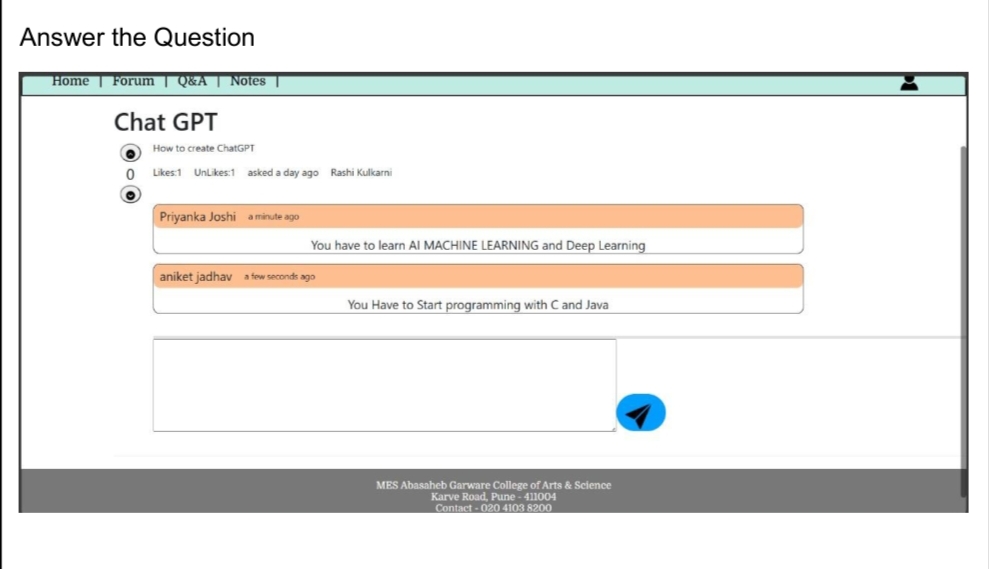 Answer the Question
Home | Forum | Q&A | Notes |
Chat GPT
How to create ChatGPT
0 Likes:1 UnLikes:1 asked a day ago Rashi Kulkarni
Priyanka Joshi a minute ago
You have to learn AI MACHINE LEARNING and Deep Learning
aniket jadhav a few seconds ago
You Have to Start programming with C and Java
MES Abasaheb Garware College of Arts & Science
Karve Road, Pune - 411004
Contact - 020 4103 8200